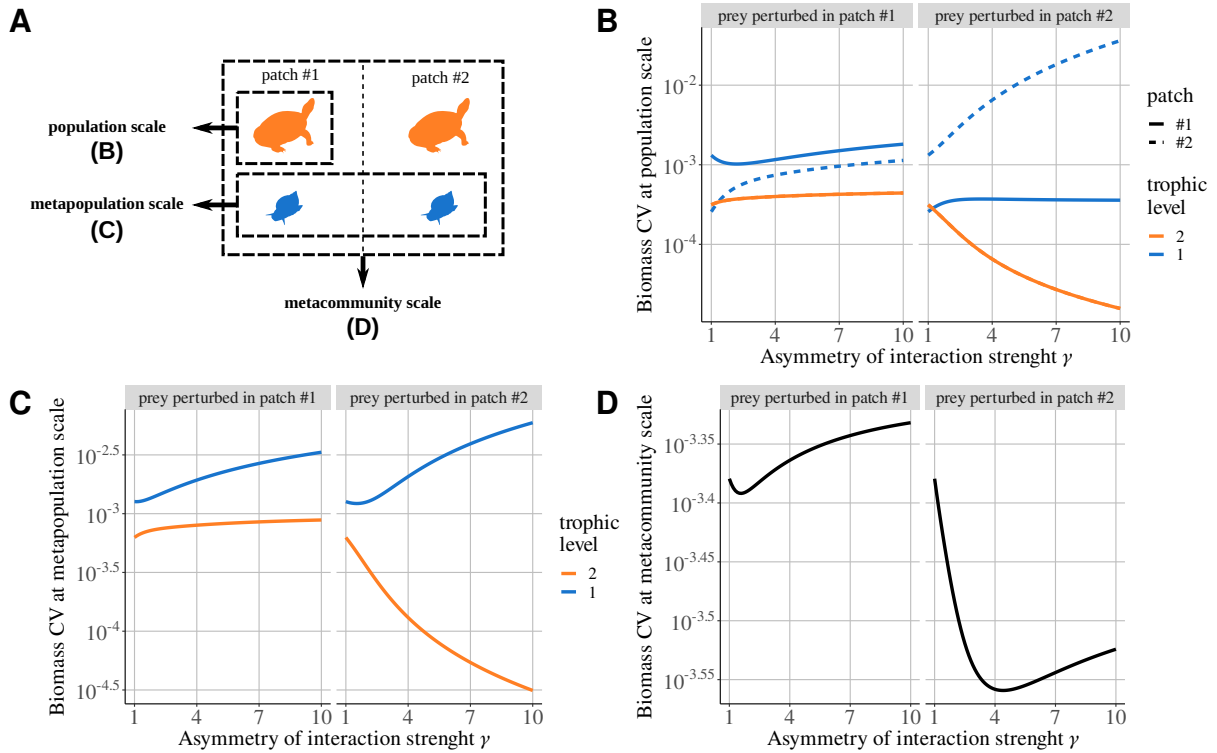 A
patch #1
patch #2
population scale
(B)
metapopulation scale
(C)
metacommunity scale
(D)
B
prey perturbed in patch #1
prey perturbed in patch #2
Biomass CV at population scale
10-2
10-3
10-4
1
4
7
10
1
4
7
10
Asymmetry of interaction strenght γ
patch
#1
#2
trophic
level
2
1
C
prey perturbed in patch #1
prey perturbed in patch #2
Biomass CV at metapopulation scale
10-2.5
10-3
10-3.5
10-4
10-4.5
1
4
7
10
1
4
7
10
Asymmetry of interaction strenght γ
trophic
level
2
1
D
prey perturbed in patch #1
prey perturbed in patch #2
Biomass CV at metacommunity scale
10-3.35
10-3.4
10-3.45
10-3.5
10-3.55
1
4
7
10
1
4
7
10
Asymmetry of interaction strenght γ